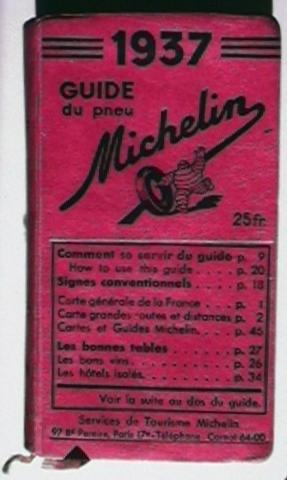 1937
GUIDE
du pneu
Michelin
25 fr.
Comment se servir du guide p. 9
How to use this guide . . . . p. 20
Signes conventionnels . . . . p. 18
Carte générale de la France . p. 1
Carte grandes routes et distances p. 2
Cartes et Guides Michelin. . . p. 45
Les bonnes tables . . . . p. 27
Les bons vins. . . . . p. 26
Les hôtels isolés. . . . . p. 34
Voir la suite au dos du guide.
Services de Tourisme Michelin
97 Bd Pereire, Paris 17e - Téléphone. Carnot 64-00